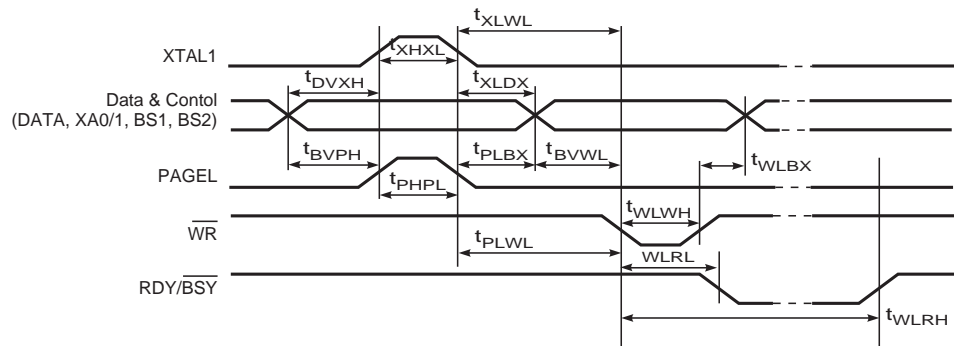 tXLWL
XTAL1
tXHXL
tDVXH
tXLDX
Data & Contol
(DATA, XA0/1, BS1, BS2)
tBVPH
tPLBX
tBVWL
tWLBX
PAGEL
tPHPL
tWLWH
WR
tPLWL
WLRL
RDY/BSY
tWLRH